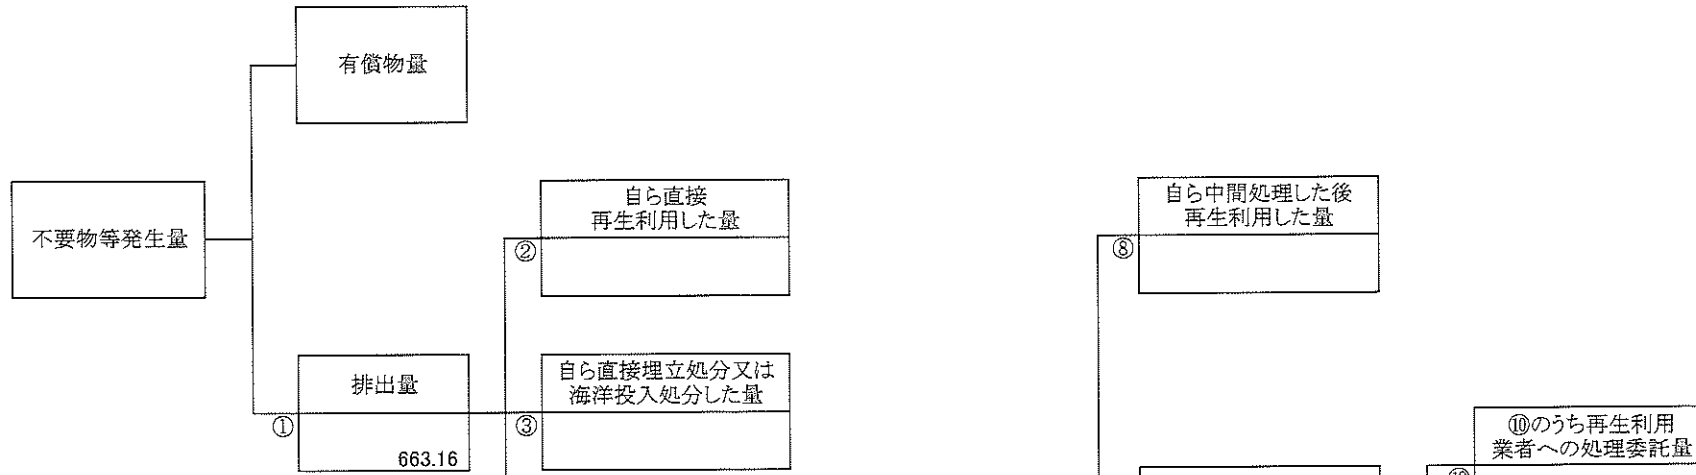 有償物量
不要物等発生量
自ら直接
再生利用した量
②
自ら中間処理した後
再生利用した量
⑧
排出量
①
663.16
自ら直接埋立処分又は
海洋投入処分した量
③
⑩のうち再生利用
業者への処理委託量